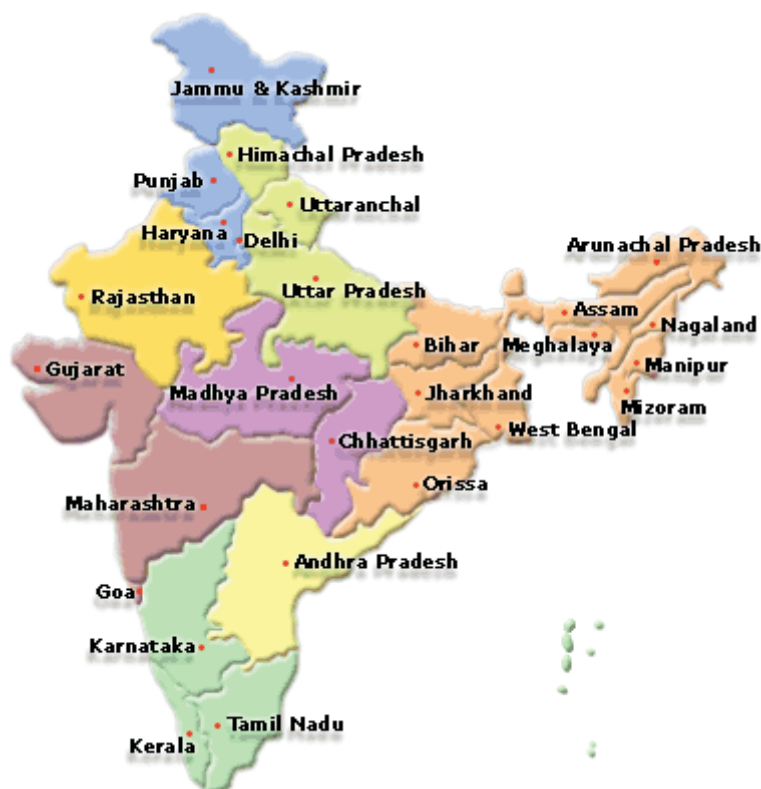 Jammu & Kashmir
Himachal Pradesh
Punjab
Uttaranchal
Haryana
Delhi
Arunachal Pradesh
Uttar Pradesh
Rajasthan
Assam
Nagaland
Bihar
Meghalaya
Gujarat
Manipur
Madhya Pradesh
Jharkhand
Mizoram
West Bengal
Chhattisgarh
Orissa
Maharashtra
Andhra Pradesh
Goa
Karnataka
Tamil Nadu
Kerala